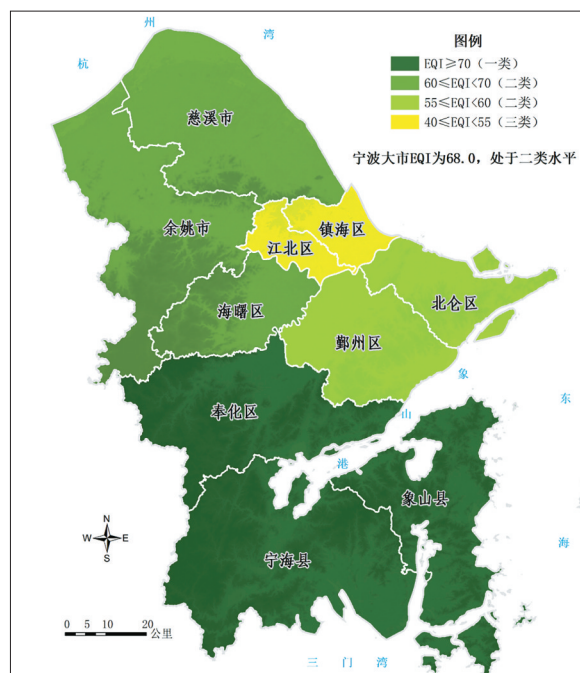 杭州湾
图例
EQI≥70（一类）
60≤EQI<70（二类）
55≤EQI<60（二类）
40≤EQI<55（三类）
宁波大市EQI为68.0，处于二类水平
慈溪市
余姚市
镇海区
江北区
海曙区
北仑区
鄞州区
奉化区
象山港
东海
象山县
宁海县
N
W E
S
0 5 10 20
公里
三门湾